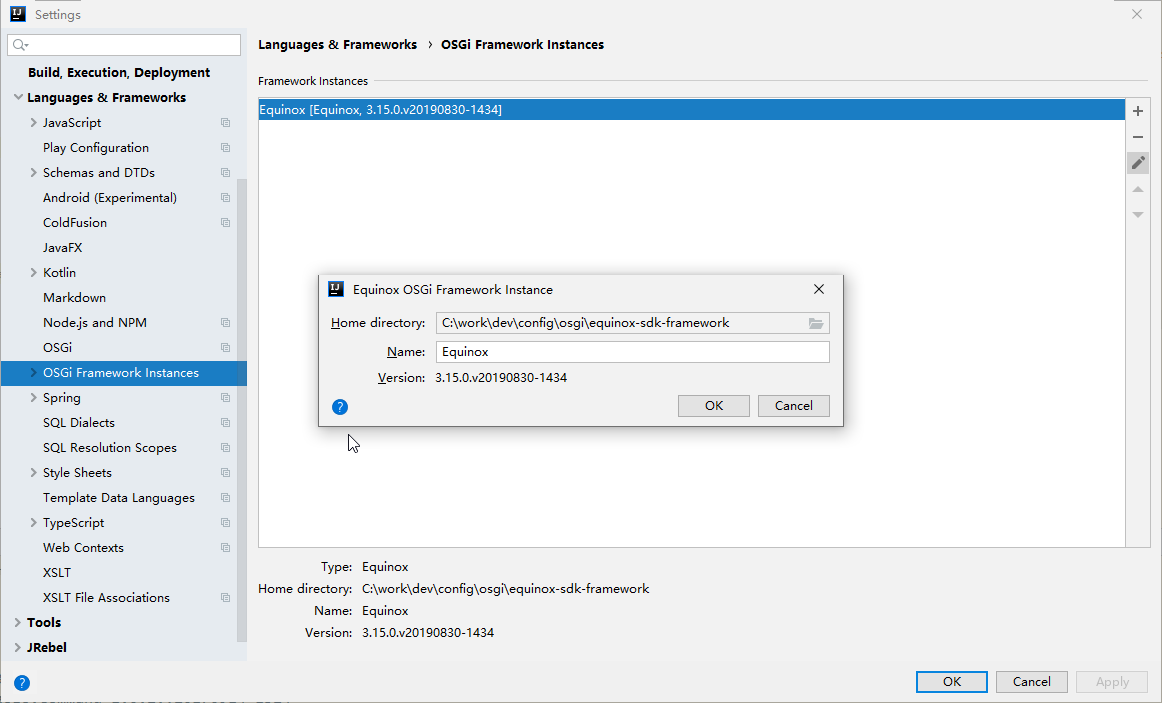 Settings
Build, Execution, Deployment
Languages & Frameworks
JavaScript
Play Configuration
Schemas and DTDs
Android (Experimental)
ColdFusion
JavaFX
Kotlin
Markdown
Node.js and NPM
OSGi
OSGi Framework Instances
Spring
SQL Dialects
SQL Resolution Scopes
Style Sheets
Template Data Languages
TypeScript
Web Contexts
XSLT
XSLT File Associations
Tools
JRebel
Languages & Frameworks › OSGi Framework Instances
Framework Instances
Equinox [Equinox, 3.15.0.v20190830-1434]
Equinox OSGi Framework Instance
Home directory: C:\work\dev\config\osgi\equinox-sdk-framework
Name: Equinox
Version: 3.15.0.v20190830-1434
? OK Cancel
Type: Equinox
Home directory: C:\work\dev\config\osgi\equinox-sdk-framework
Name: Equinox
Version: 3.15.0.v20190830-1434
? OK Cancel Apply